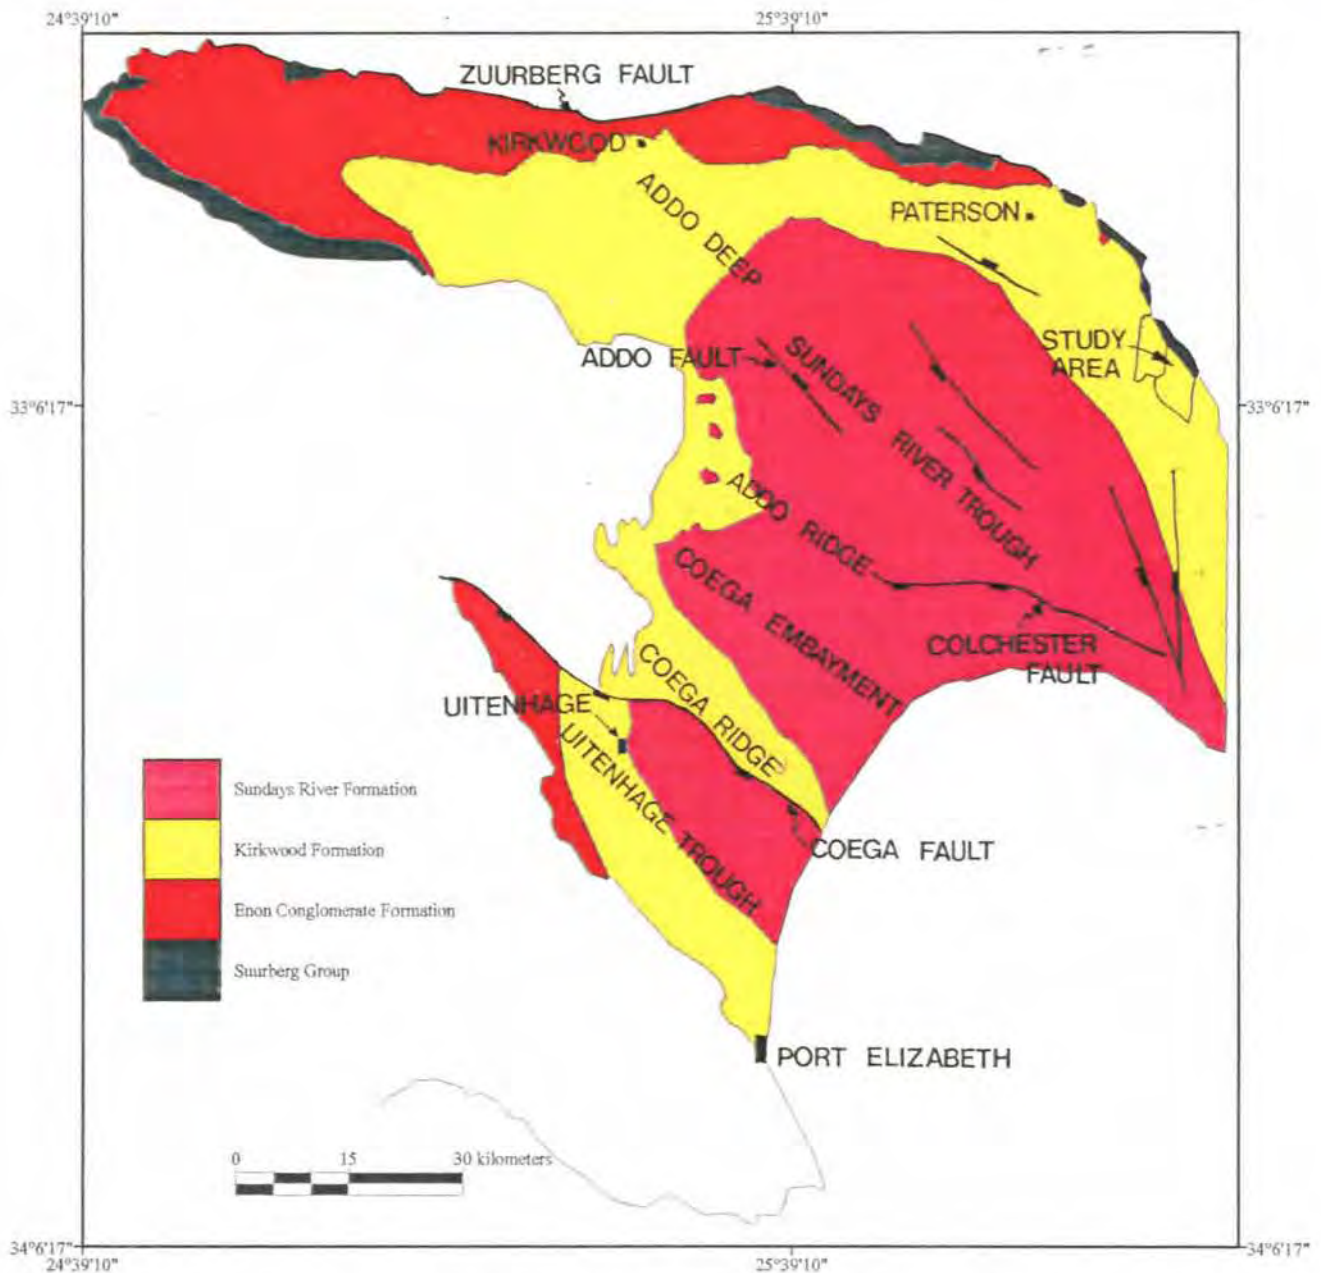 24°39'10"
25°39'10"
ZUURBERG FAULT
KIRKWOOD
ADDO DEEP
PATERSON
STUDY
AREA
ADDO FAULT
SUNDAYS RIVER TROUGH
33°6'17"
33°6'17"
ADDO RIDGE
COEGA EMBAYMENT
COLCHESTER
FAULT
COEGA RIDGE
UITENHAGE
UITENHAGE TROUGH
COEGA FAULT
Sundays River Formation
Kirkwood Formation
Enon Conglomerate Formation
Suurberg Group
PORT ELIZABETH
0 15 30 kilometers
34°6'17"
34°6'17"
24°39'10"
25°39'10"